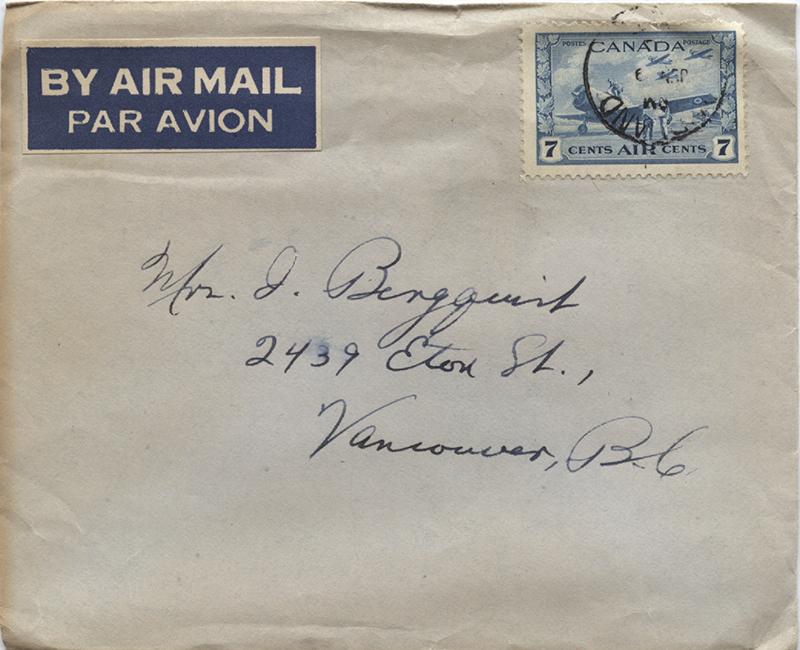 BY AIR MAIL
PAR AVION
POSTES CANADA POSTAGE
7 CENTS AIR CENTS 7
Mrs. I. Bergquist
2439 Eton St.,
Vancouver, B.C